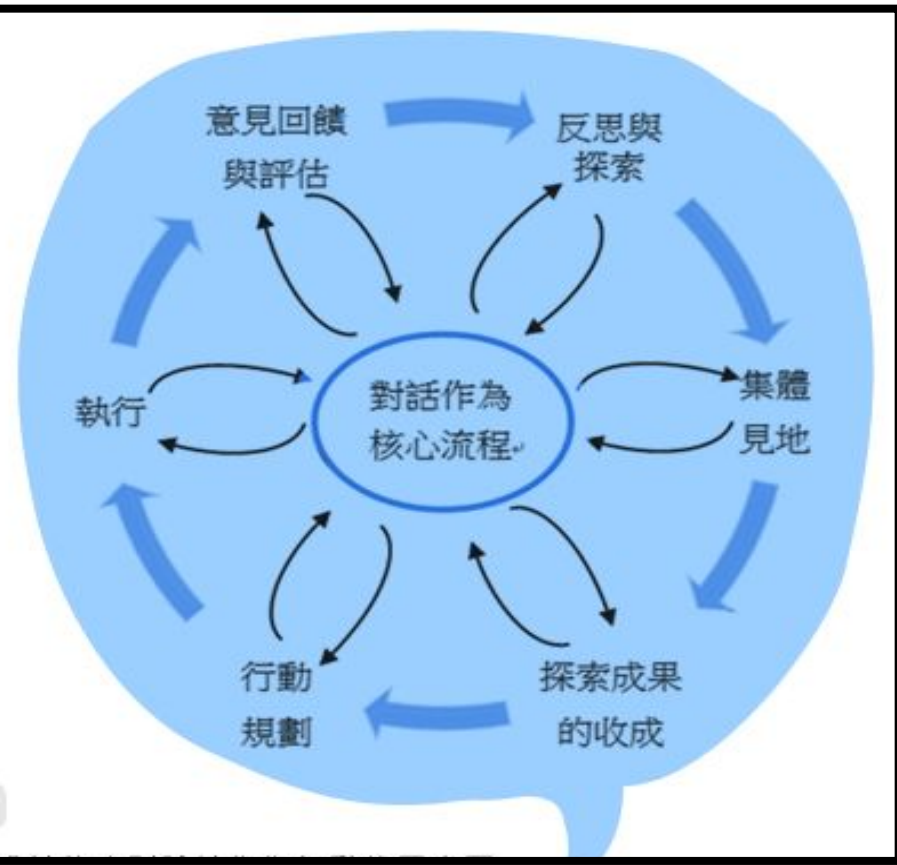 意見回饋
與評估
反思與
探索
集體
見地
探索成果
的收成
行動
規劃
執行
對話作為
核心流程